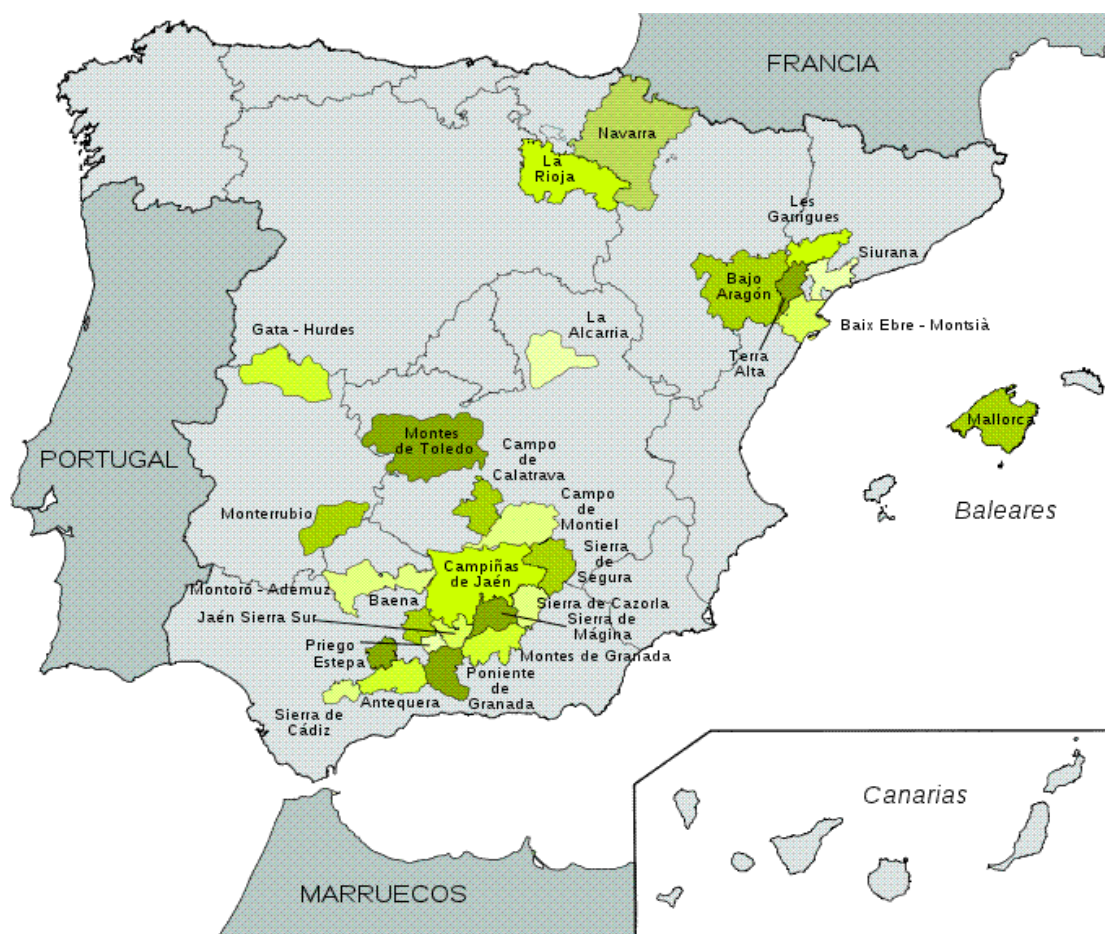 FRANCIA
Navarra
La
Rioja
Les
Garrigues
Siurana
Bajo
Aragón
La
Alcarria
Gata - Hurdes
Baix Ebre - Montsià
Terra
Alta
Mallorca
Montes
de Toledo
PORTUGAL
Campo
de
Calatrava
Baleares
Monterrubio
Campo
de
Montiel
Sierra
de
Segura
Campiñas
de Jaén
Montoro - Ademuz
Baena
Sierra de Cazorla
Jaén Sierra Sur
Sierra de
Mágina
Priego
Estepa
Montes de Granada
Poniente
de
Granada
Antequera
Sierra de
Cádiz
Canarias
MARRUECOS